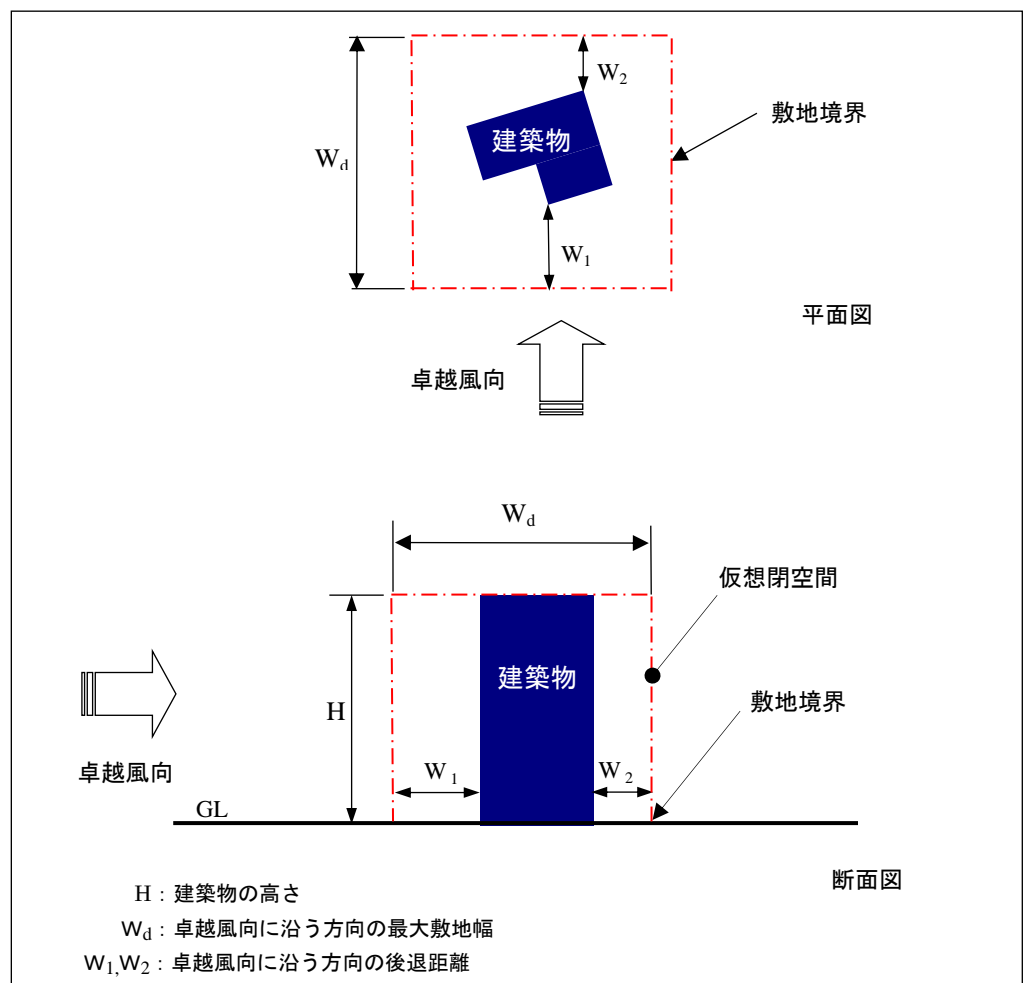 W2
敷地境界
建築物
Wd
W1
平面図
卓越風向
Wd
仮想閉空間
建築物
敷地境界
H
卓越風向
W1
W2
GL
断面図
H：建築物の高さ
Wd：卓越風向に沿う方向の最大敷地幅
W1,W2：卓越風向に沿う方向の後退距離